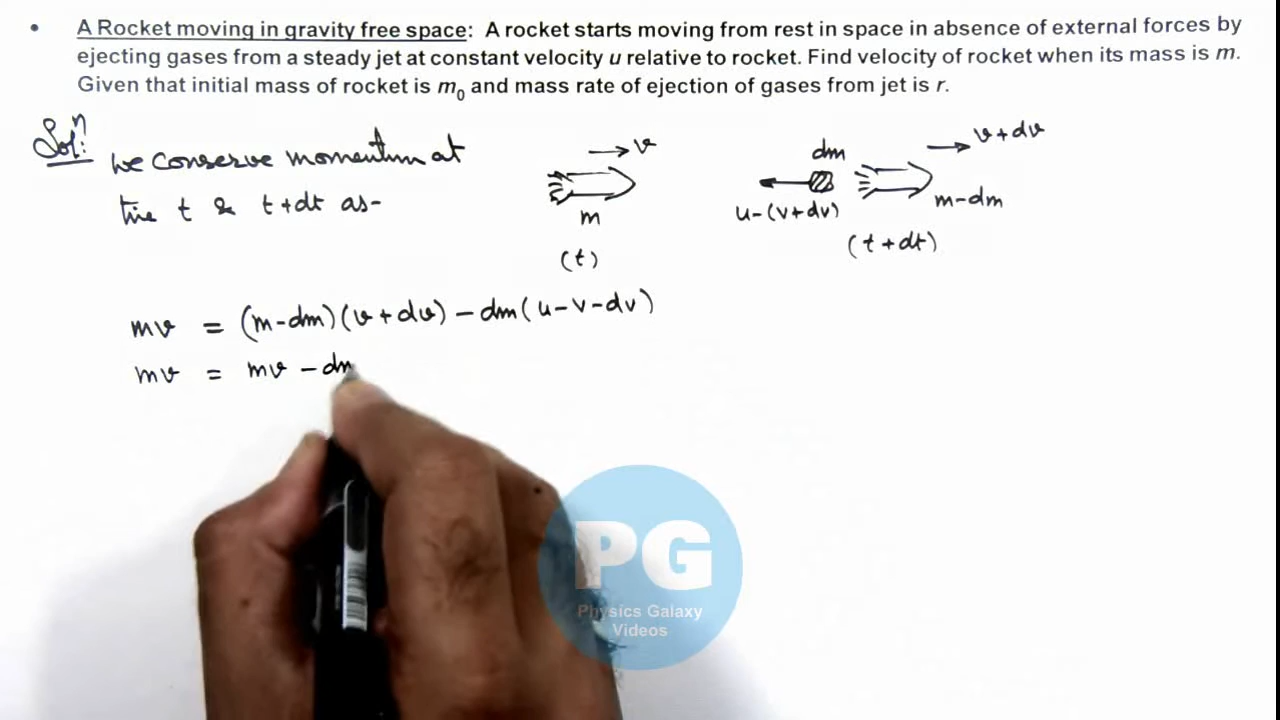 • A Rocket moving in gravity free space: A rocket starts moving from rest in space in absence of external forces by
ejecting gases from a steady jet at constant velocity u relative to rocket. Find velocity of rocket when its mass is m.
Given that initial mass of rocket is m₀ and mass rate of ejection of gases from jet is r.
Solⁿ: We conserve momentum at
time t & t+dt as-
v
m
(t)
dm
v+dv
u-(v+dv)
m-dm
(t+dt)
mv = (m-dm)(v+dv) - dm(u-v-dv)
mv = mv - dm
PG
Physics Galaxy
Videos